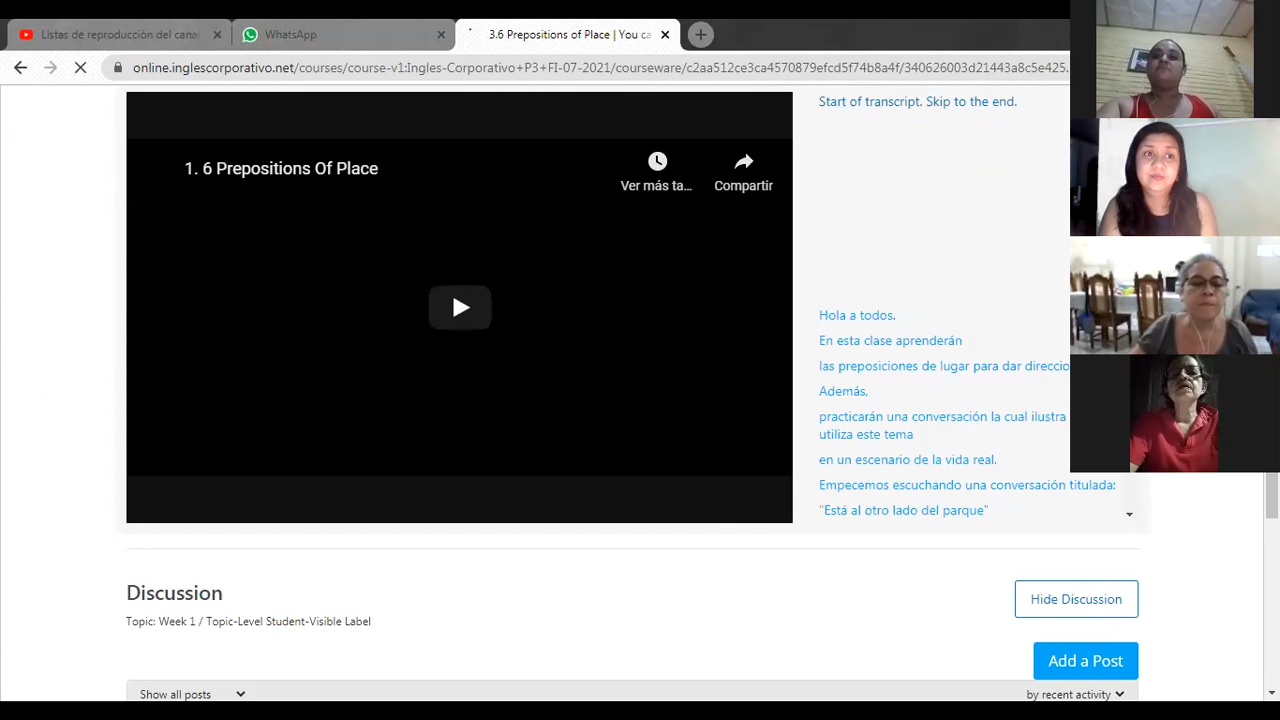 Listas de reproducción del canal
WhatsApp
3.6 Prepositions of Place | You ca
online.inglescorporativo.net/courses/course-v1:Ingles-Corporativo+P3+FI-07-2021/courseware/c2aa512ce3ca4570879efcd5f74b8a4f/340626003d21443a8c5e425.
1. 6 Prepositions Of Place
Ver más ta...
Compartir
Start of transcript. Skip to the end.
Hola a todos.
En esta clase aprenderán
las preposiciones de lugar para dar direccio
Además,
practicarán una conversación la cual ilustra
utiliza este tema
en un escenario de la vida real.
Empecemos escuchando una conversación titulada:
"Está al otro lado del parque"
Discussion
Hide Discussion
Topic: Week 1 / Topic-Level Student-Visible Label
Add a Post
Show all posts
by recent activity